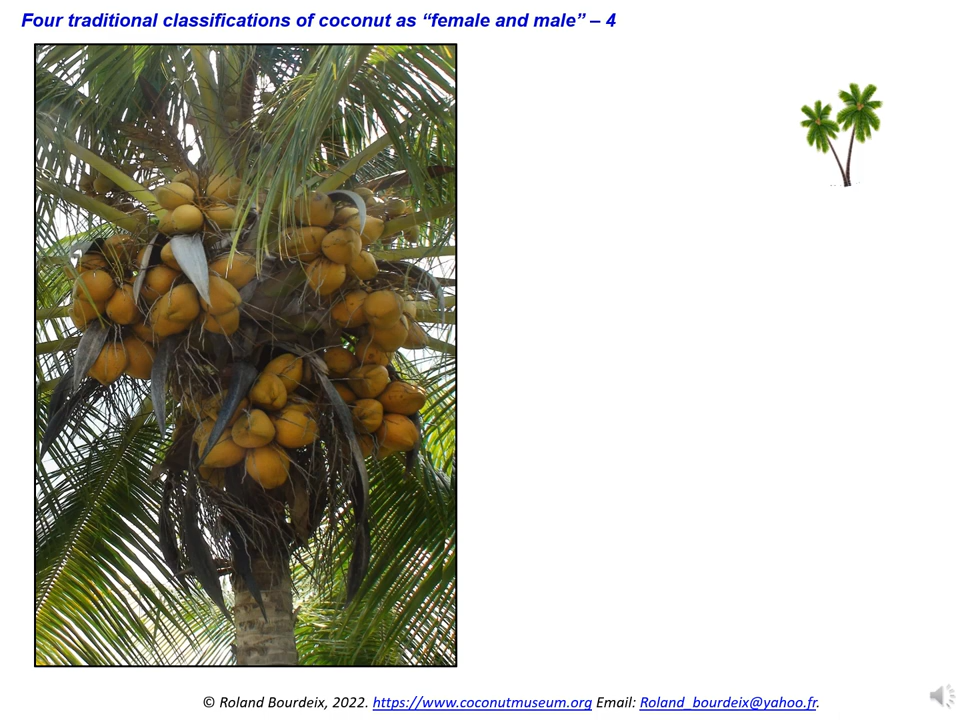 Four traditional classifications of coconut as “female and male” – 4
© Roland Bourdeix, 2022. https://www.coconutmuseum.org Email: Roland_bourdeix@yahoo.fr.